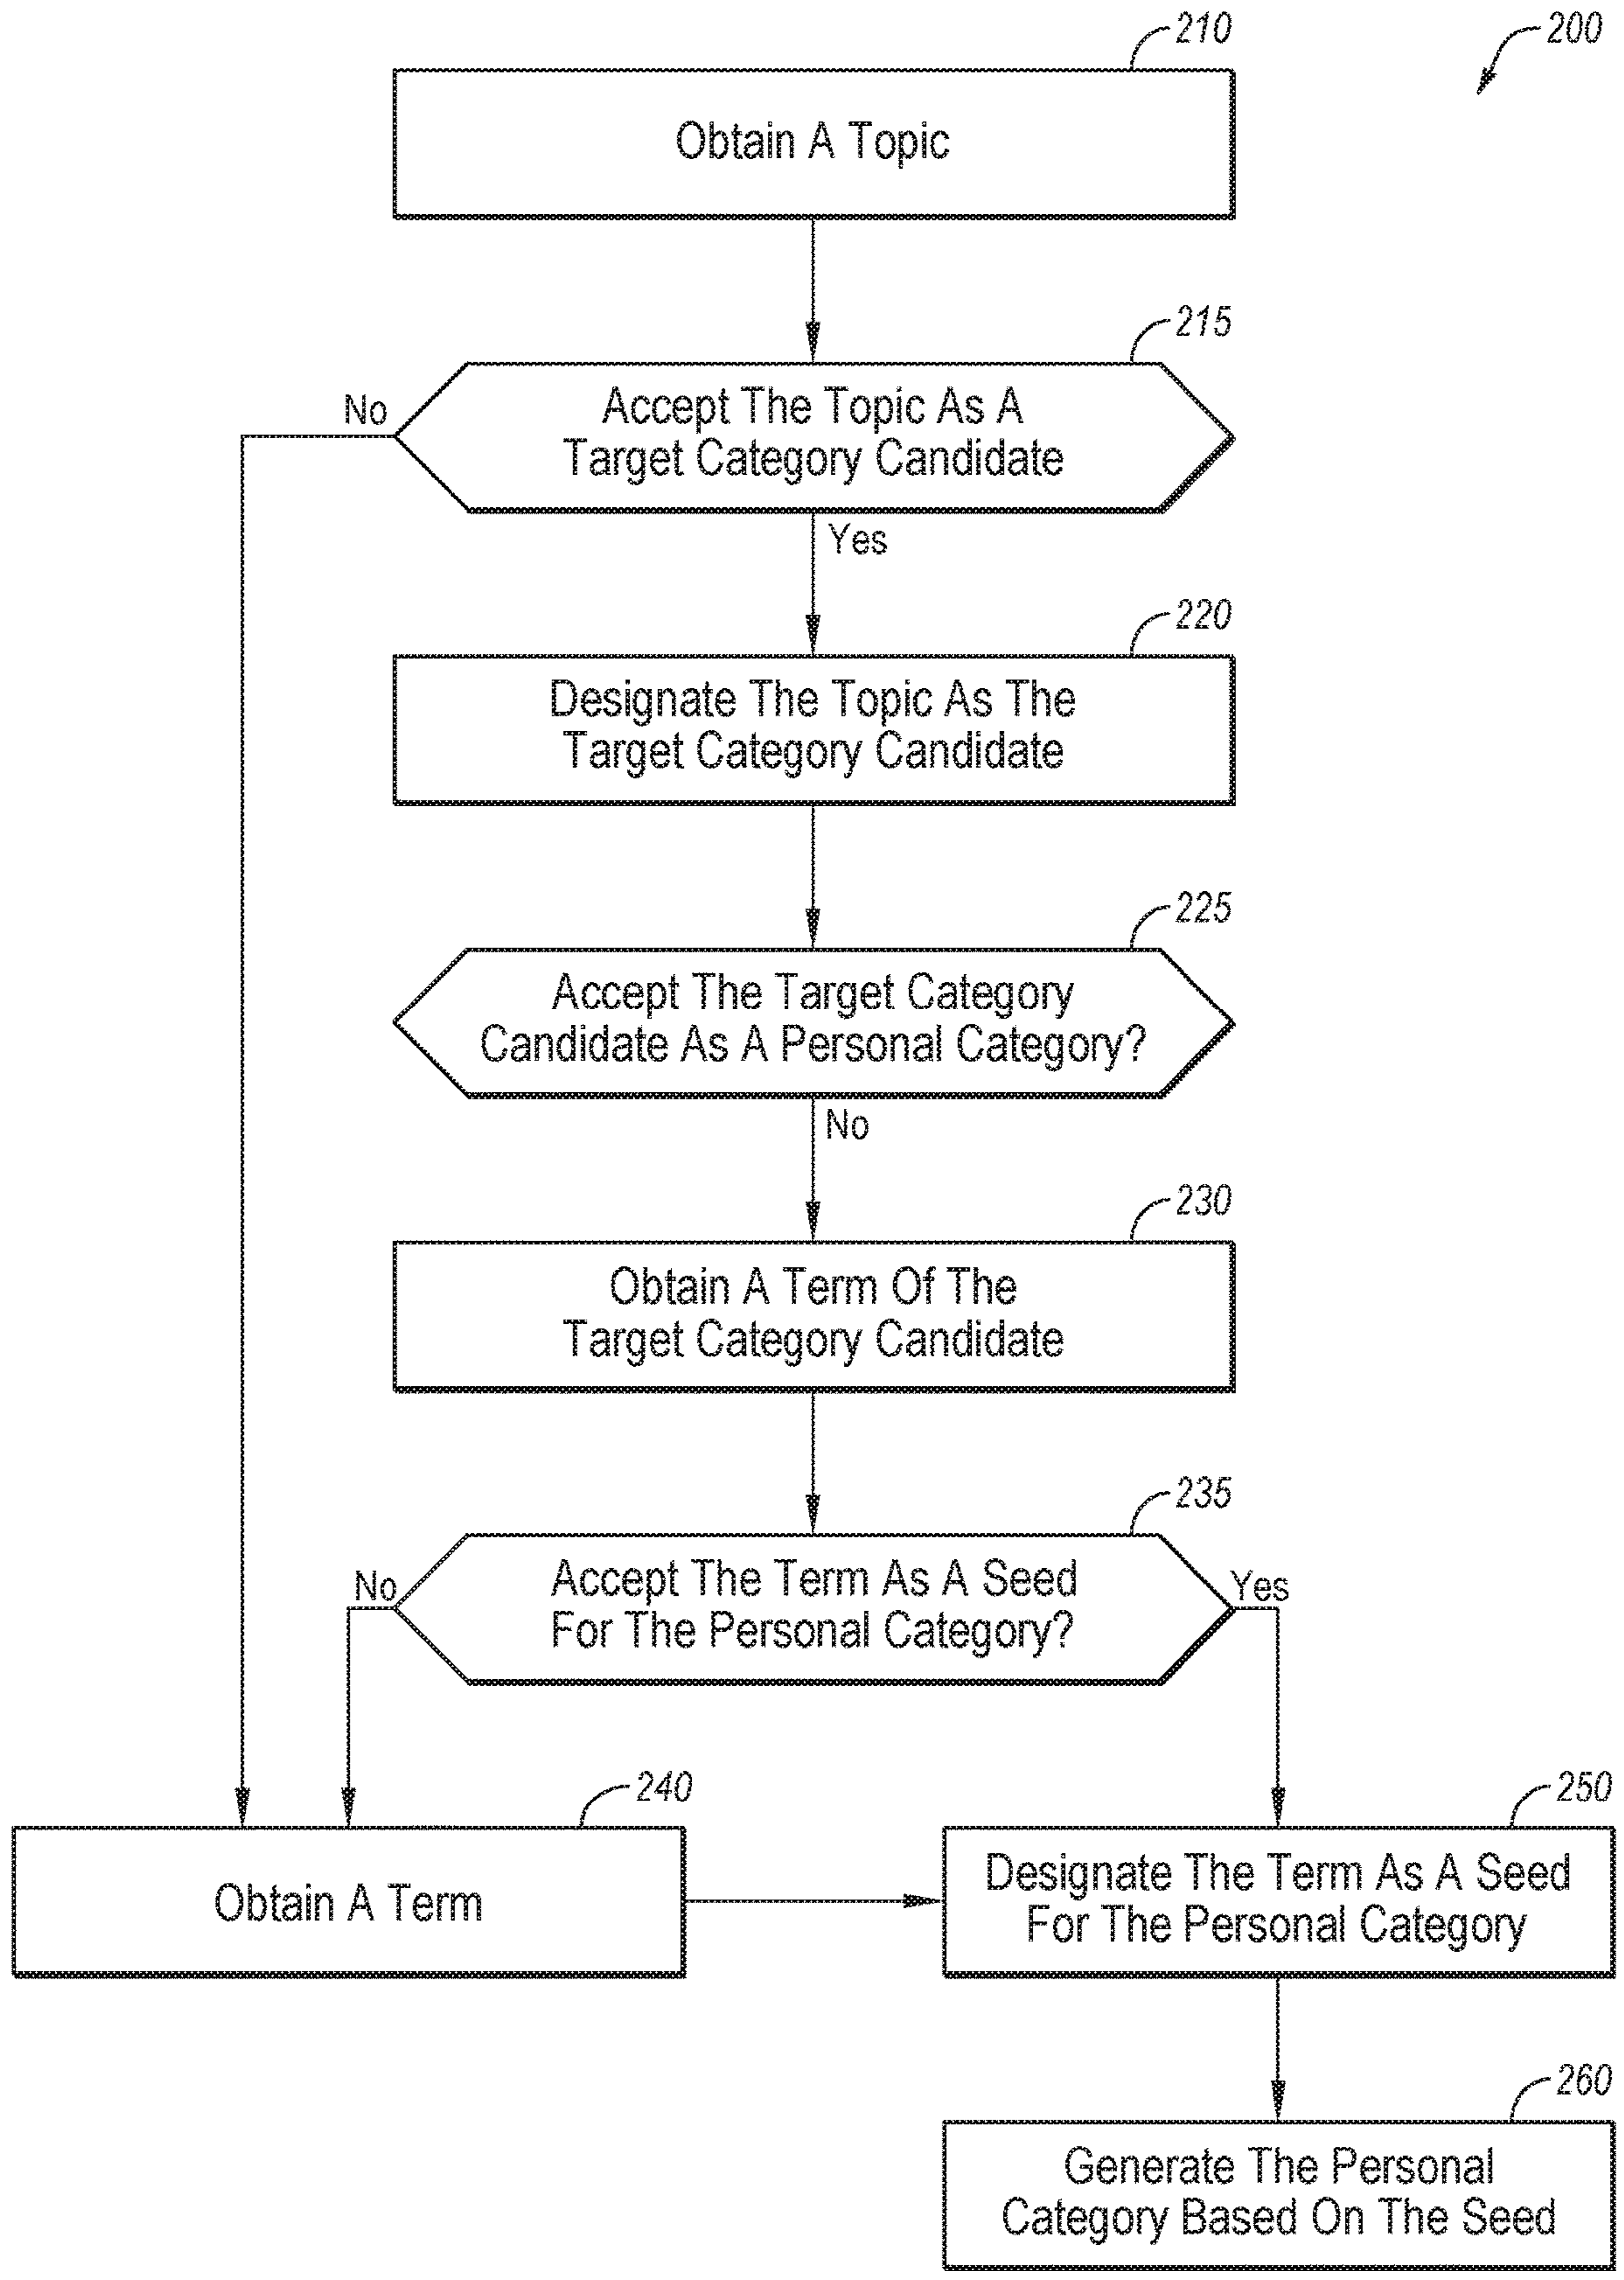 210
200
Obtain A Topic
215
No
Accept The Topic As A
Target Category Candidate
Yes
220
Designate The Topic As The
Target Category Candidate
225
Accept The Target Category
Candidate As A Personal Category?
No
230
Obtain A Term Of The
Target Category Candidate
235
No
Accept The Term As A Seed
For The Personal Category?
Yes
240
250
Obtain A Term
Designate The Term As A Seed
For The Personal Category
260
Generate The Personal
Category Based On The Seed